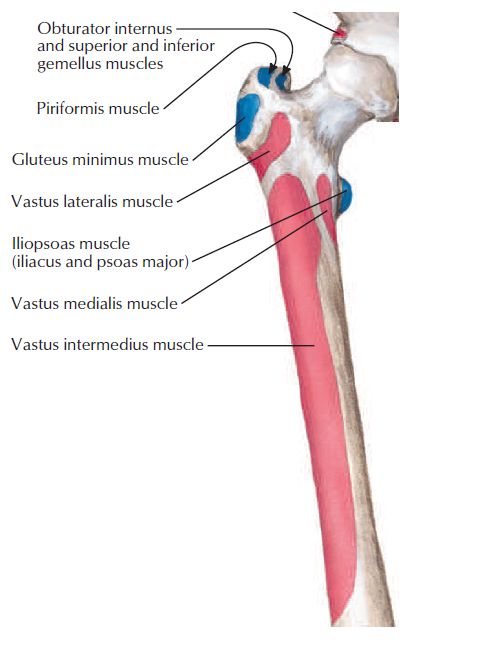 Obturator internus
and superior and inferior
gemellus muscles
Piriformis muscle
Gluteus minimus muscle
Vastus lateralis muscle
Iliopsoas muscle
(iliacus and psoas major)
Vastus medialis muscle
Vastus intermedius muscle